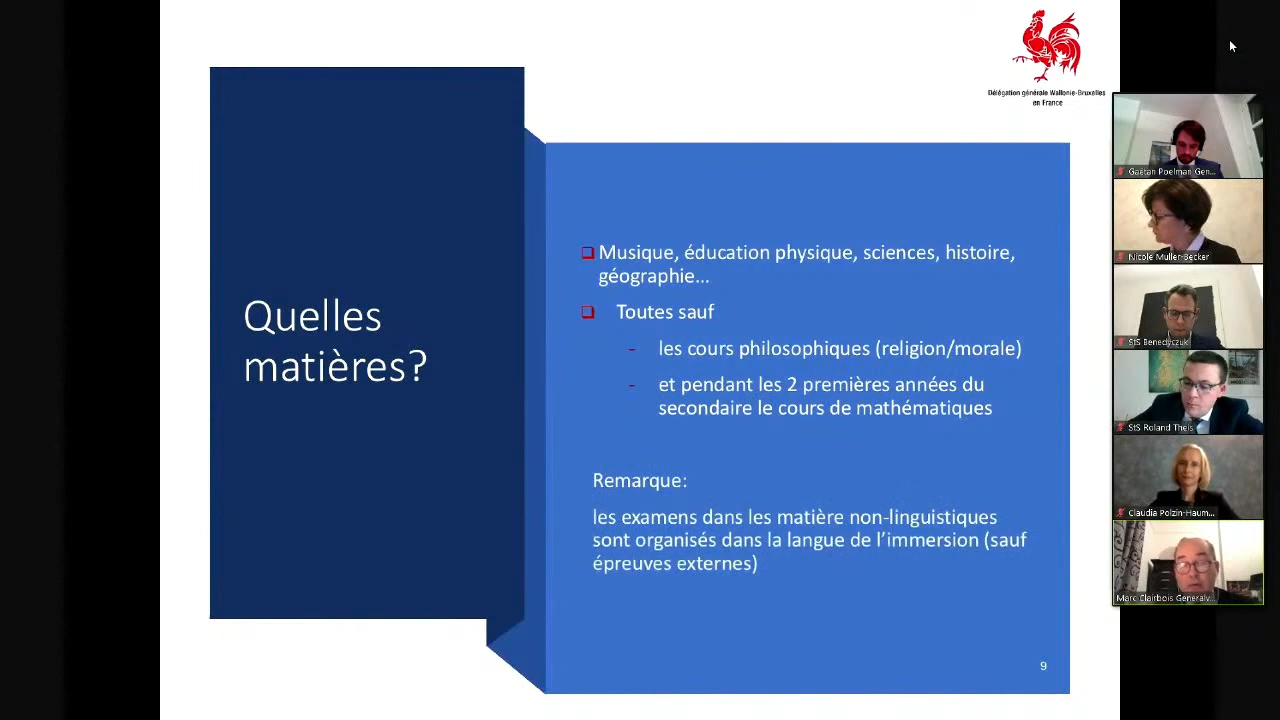 Délégation générale Wallonie-Bruxelles
en France
Quelles
matières?
Musique, éducation physique, sciences, histoire,
géographie...
Toutes sauf
- les cours philosophiques (religion/morale)
- et pendant les 2 premières années du
secondaire le cours de mathématiques
Remarque:
les examens dans les matière non-linguistiques
sont organisés dans la langue de l'immersion (sauf
épreuves externes)
9
Gaëtan Poelman Gen...
Nicole Muller-Becker
StS Benedyczuk
StS Roland Theis
Claudia Polzin-Haum...
Marc Clairbois Generalv...